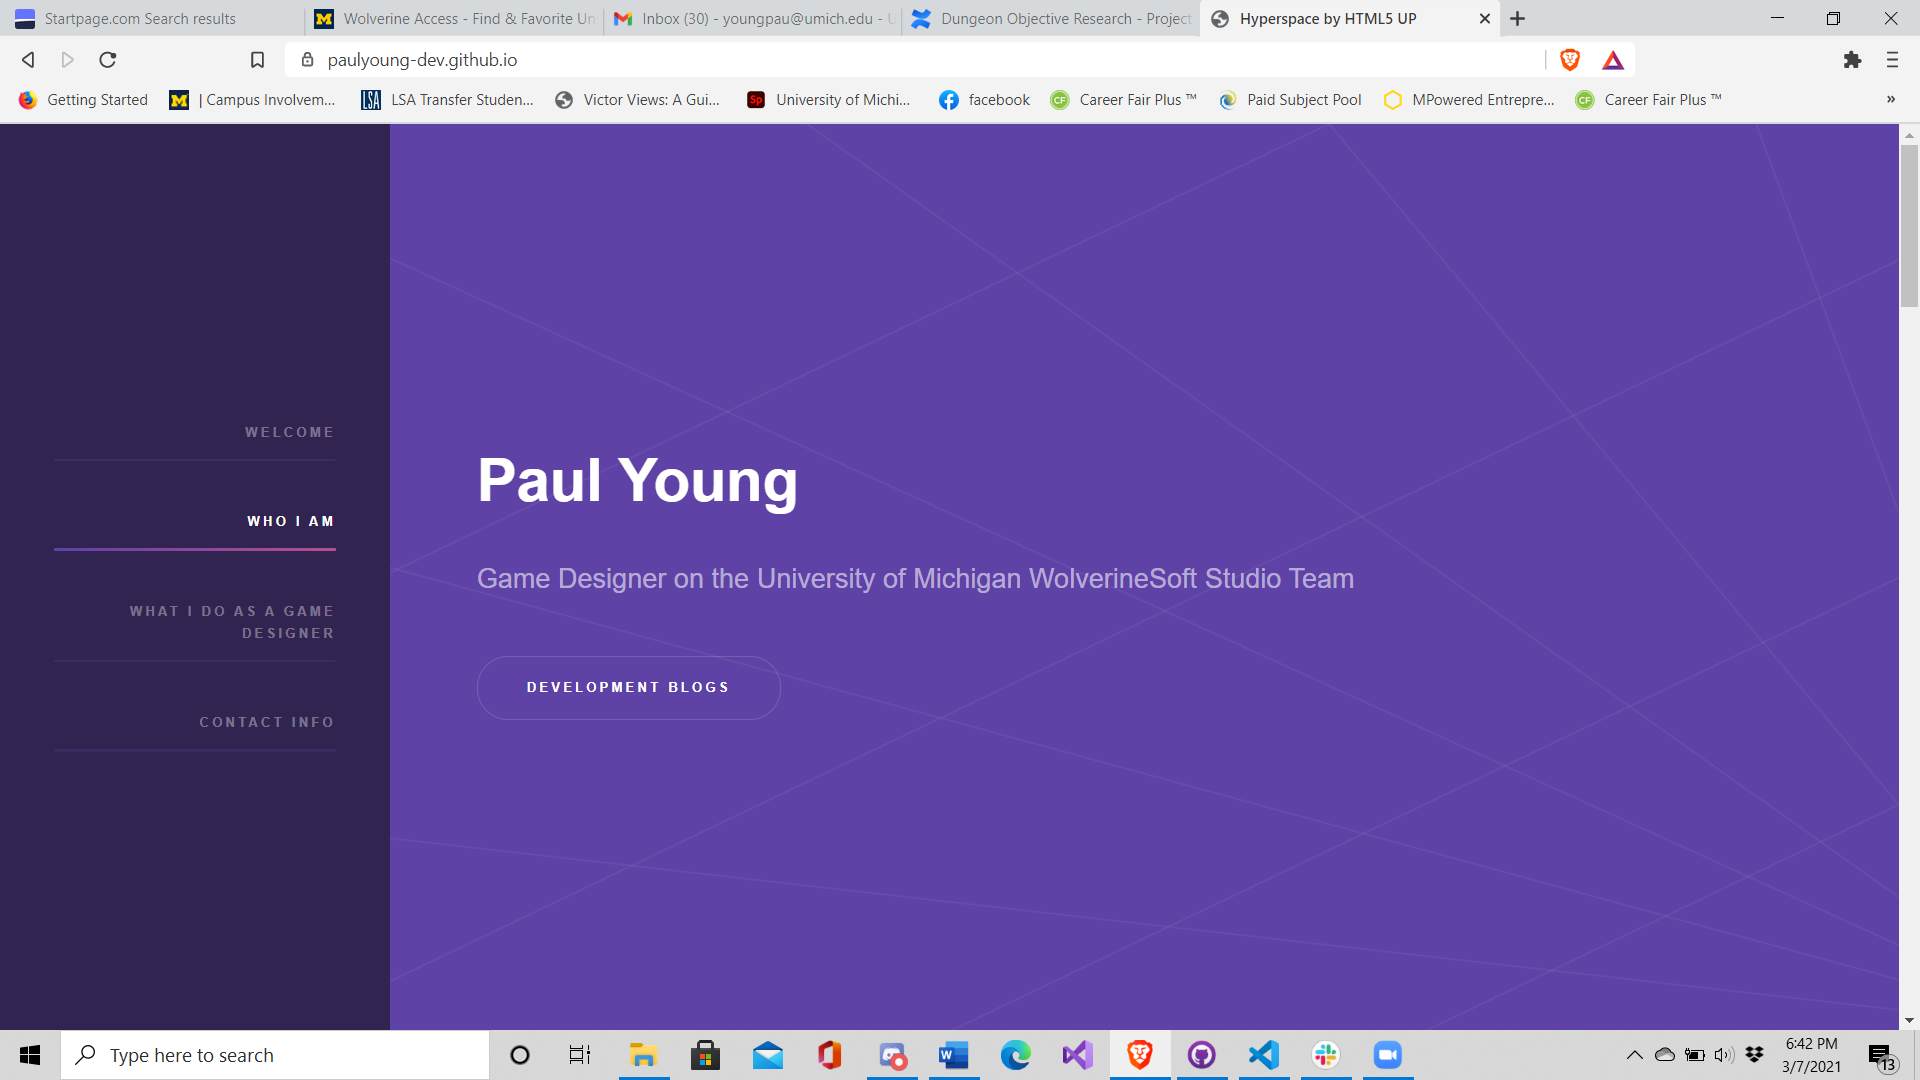 Startpage.com Search results
Wolverine Access - Find & Favorite Un
Inbox (30) - youngpau@umich.edu - U
Dungeon Objective Research - Project
Hyperspace by HTML5 UP
paulyoung-dev.github.io
Getting Started
M | Campus Involvem...
LSA LSA Transfer Studen...
Victor Views: A Gui...
Sp University of Michi...
facebook
CF Career Fair Plus ™
Paid Subject Pool
MPowered Entrepre...
CF Career Fair Plus ™
»
WELCOME
WHO I AM
WHAT I DO AS A GAME
DESIGNER
CONTACT INFO
Paul Young
Game Designer on the University of Michigan WolverineSoft Studio Team
DEVELOPMENT BLOGS
Type here to search
6:42 PM
3/7/2021
13